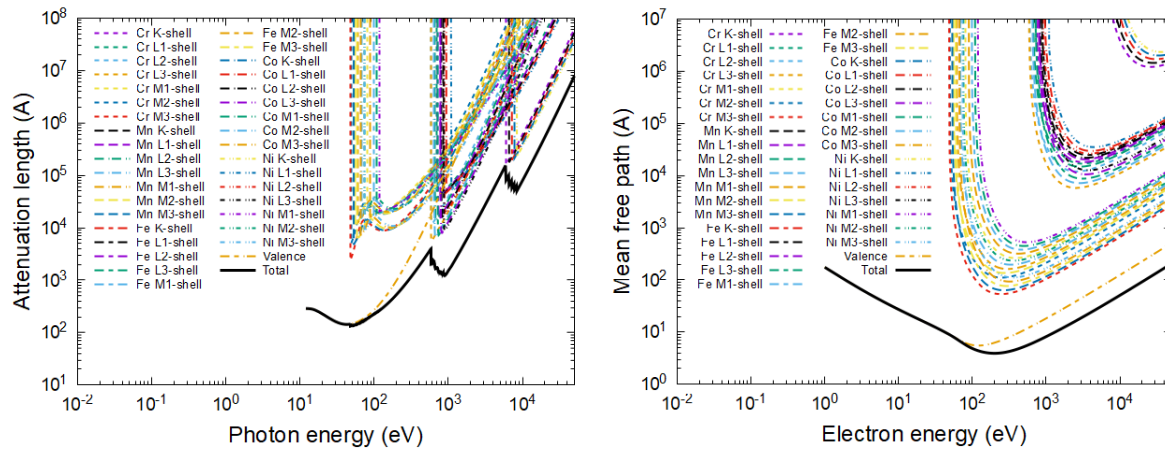 Attenuation length (A)
10^8
10^7
10^6
10^5
10^4
10^3
10^2
10^1
Cr K-shell
Cr L1-shell
Cr L2-shell
Cr L3-shell
Cr M1-shell
Cr M2-shell
Cr M3-shell
Mn K-shell
Mn L1-shell
Mn L2-shell
Mn L3-shell
Mn M1-shell
Mn M2-shell
Mn M3-shell
Fe K-shell
Fe L1-shell
Fe L2-shell
Fe L3-shell
Fe M1-shell
Fe M2-shell
Fe M3-shell
Co K-shell
Co L1-shell
Co L2-shell
Co L3-shell
Co M1-shell
Co M2-shell
Co M3-shell
Ni K-shell
Ni L1-shell
Ni L2-shell
Ni L3-shell
Ni M1-shell
Ni M2-shell
Ni M3-shell
Valence
Total
10^-2 10^-1 10^0 10^1 10^2 10^3 10^4
Photon energy (eV)
Mean free path (A)
10^7
10^6
10^5
10^4
10^3
10^2
10^1
10^0
Cr K-shell
Cr L1-shell
Cr L2-shell
Cr L3-shell
Cr M1-shell
Cr M2-shell
Cr M3-shell
Mn K-shell
Mn L1-shell
Mn L2-shell
Mn L3-shell
Mn M1-shell
Mn M2-shell
Mn M3-shell
Fe K-shell
Fe L1-shell
Fe L2-shell
Fe L3-shell
Fe M1-shell
Fe M2-shell
Fe M3-shell
Co K-shell
Co L1-shell
Co L2-shell
Co L3-shell
Co M1-shell
Co M2-shell
Co M3-shell
Ni K-shell
Ni L1-shell
Ni L2-shell
Ni L3-shell
Ni M1-shell
Ni M2-shell
Ni M3-shell
Valence
Total
10^-2 10^-1 10^0 10^1 10^2 10^3 10^4
Electron energy (eV)